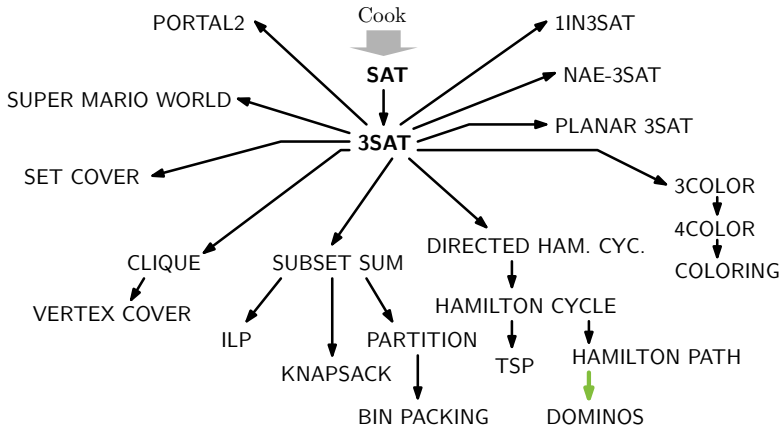 Cook
PORTAL2
1IN3SAT
SAT
NAE-3SAT
SUPER MARIO WORLD
PLANAR 3SAT
3SAT
SET COVER
3COLOR
4COLOR
DIRECTED HAM. CYC.
CLIQUE
SUBSET SUM
COLORING
HAMILTON CYCLE
VERTEX COVER
ILP
PARTITION
HAMILTON PATH
TSP
KNAPSACK
BIN PACKING
DOMINOS